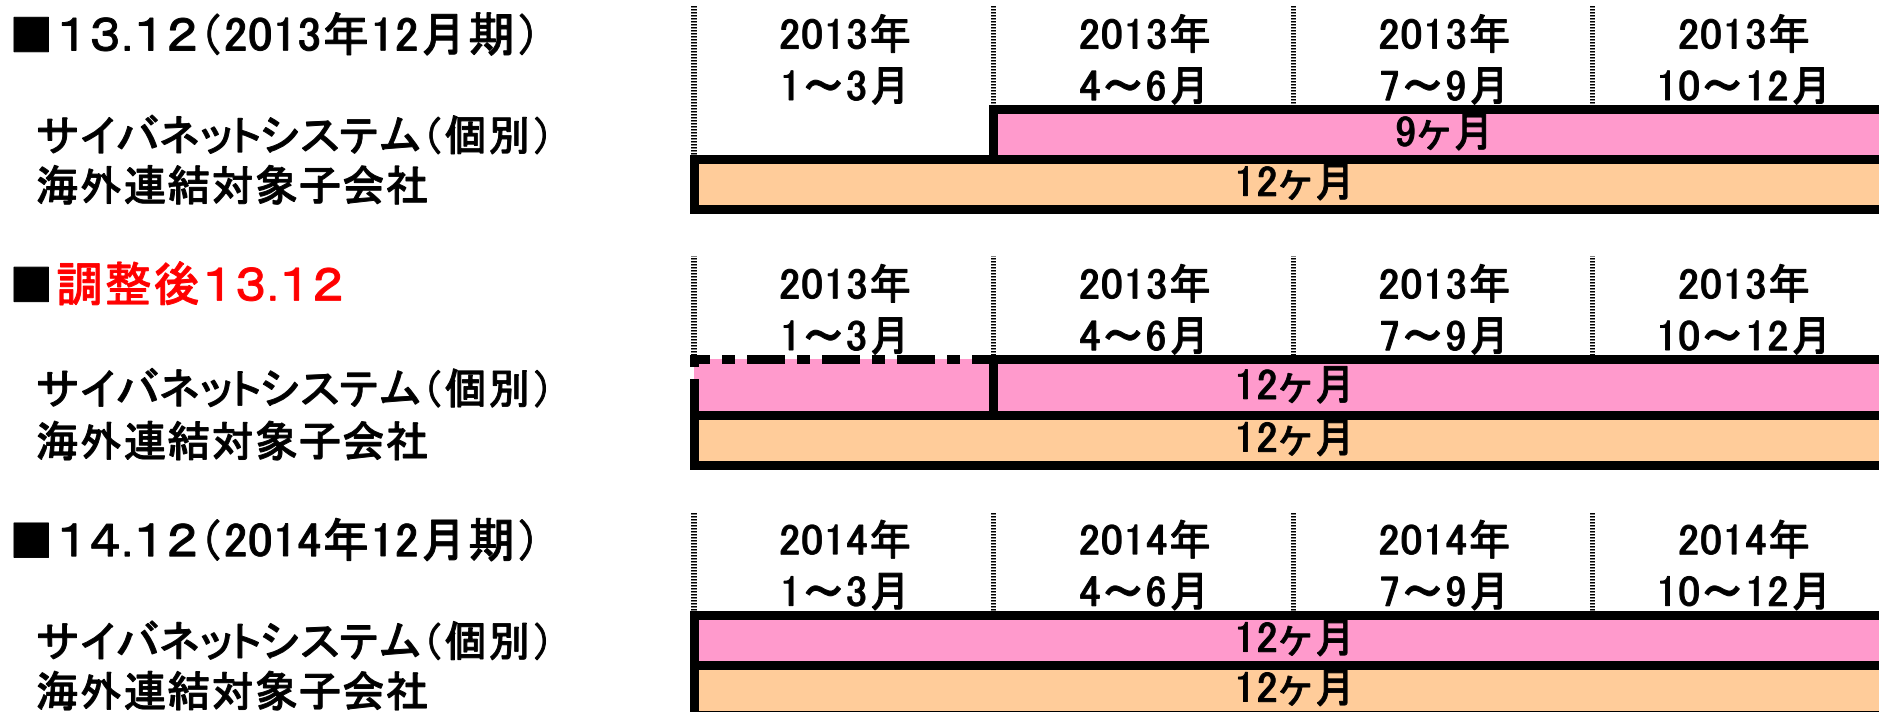 ■１３.１２（2013年12月期）
2013年 2013年 2013年 2013年
1～3月 4～6月 7～9月 10～12月
サイバネットシステム（個別） 9ヶ月
海外連結対象子会社 12ヶ月
■調整後１３.１２
2013年 2013年 2013年 2013年
1～3月 4～6月 7～9月 10～12月
サイバネットシステム（個別） 12ヶ月
海外連結対象子会社 12ヶ月
■１４.１２（2014年12月期）
2014年 2014年 2014年 2014年
1～3月 4～6月 7～9月 10～12月
サイバネットシステム（個別） 12ヶ月
海外連結対象子会社 12ヶ月